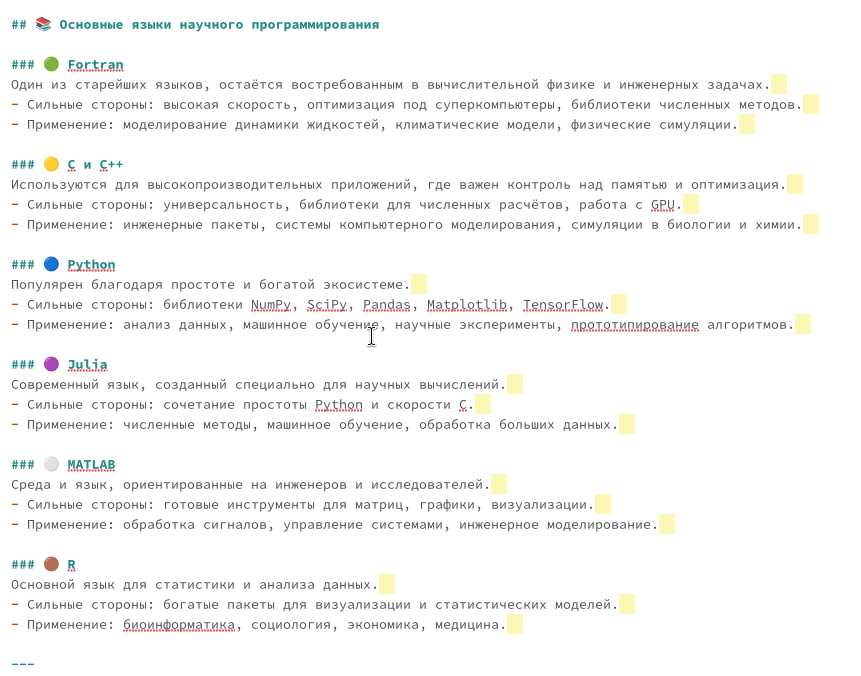 ## 📚 Основные языки научного программирования
### 🟢 Fortran
Один из старейших языков, остаётся востребованным в вычислительной физике и инженерных задачах.
- Сильные стороны: высокая скорость, оптимизация под суперкомпьютеры, библиотеки численных методов.
- Применение: моделирование динамики жидкостей, климатические модели, физические симуляции.
### 🟡 C и C++
Используются для высокопроизводительных приложений, где важен контроль над памятью и оптимизация.
- Сильные стороны: универсальность, библиотеки для численных расчётов, работа с GPU.
- Применение: инженерные пакеты, системы компьютерного моделирования, симуляции в биологии и химии.
### 🔵 Python
Популярен благодаря простоте и богатой экосистеме.
- Сильные стороны: библиотеки NumPy, SciPy, Pandas, Matplotlib, TensorFlow.
- Применение: анализ данных, машинное обучение, научные эксперименты, прототипирование алгоритмов.
### 🟣 Julia
Современный язык, созданный специально для научных вычислений.
- Сильные стороны: сочетание простоты Python и скорости C.
- Применение: численные методы, машинное обучение, обработка больших данных.
### ⚪ MATLAB
Среда и язык, ориентированные на инженеров и исследователей.
- Сильные стороны: готовые инструменты для матриц, графики, визуализации.
- Применение: обработка сигналов, управление системами, инженерное моделирование.
### 🟤 R
Основной язык для статистики и анализа данных.
- Сильные стороны: богатые пакеты для визуализации и статистических моделей.
- Применение: биоинформатика, социология, экономика, медицина.
---